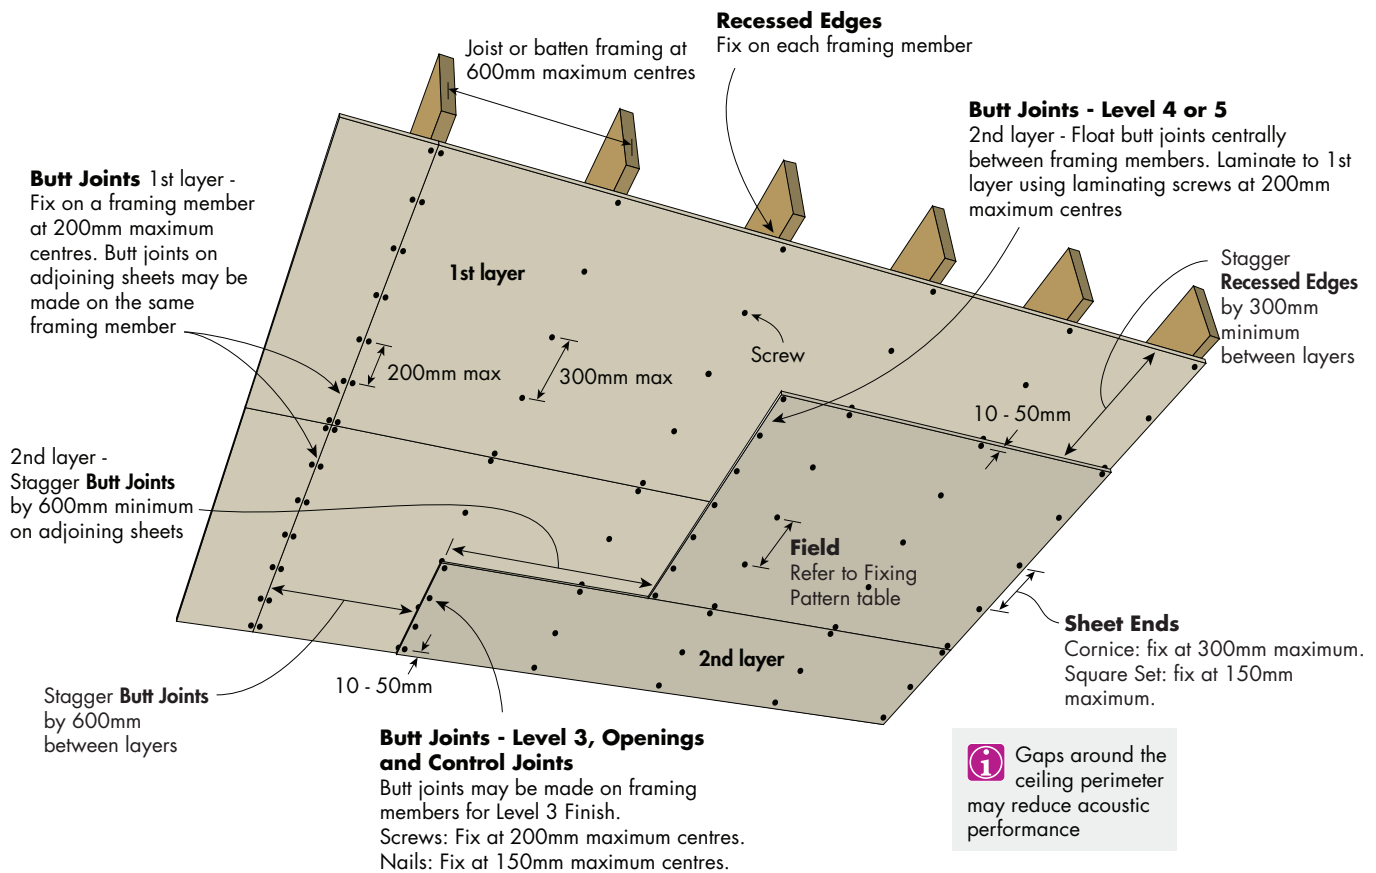 Recessed Edges
Fix on each framing member
Joist or batten framing at
600mm maximum centres
Butt Joints - Level 4 or 5
2nd layer - Float butt joints centrally
between framing members. Laminate to 1st
layer using laminating screws at 200mm
maximum centres
Butt Joints 1st layer -
Fix on a framing member
at 200mm maximum
centres. Butt joints on
adjoining sheets may be
made on the same
framing member
1st layer
Stagger
Recessed Edges
by 300mm
minimum
between layers
Screw
200mm max
300mm max
10 - 50mm
2nd layer -
Stagger Butt Joints
by 600mm minimum
on adjoining sheets
Field
Refer to Fixing
Pattern table
Sheet Ends
Cornice: fix at 300mm maximum.
Square Set: fix at 150mm
maximum.
2nd layer
10 - 50mm
Stagger Butt Joints
by 600mm
between layers
Butt Joints - Level 3, Openings
and Control Joints
Butt joints may be made on framing
members for Level 3 Finish.
Screws: Fix at 200mm maximum centres.
Nails: Fix at 150mm maximum centres.
i
Gaps around the
ceiling perimeter
may reduce acoustic
performance